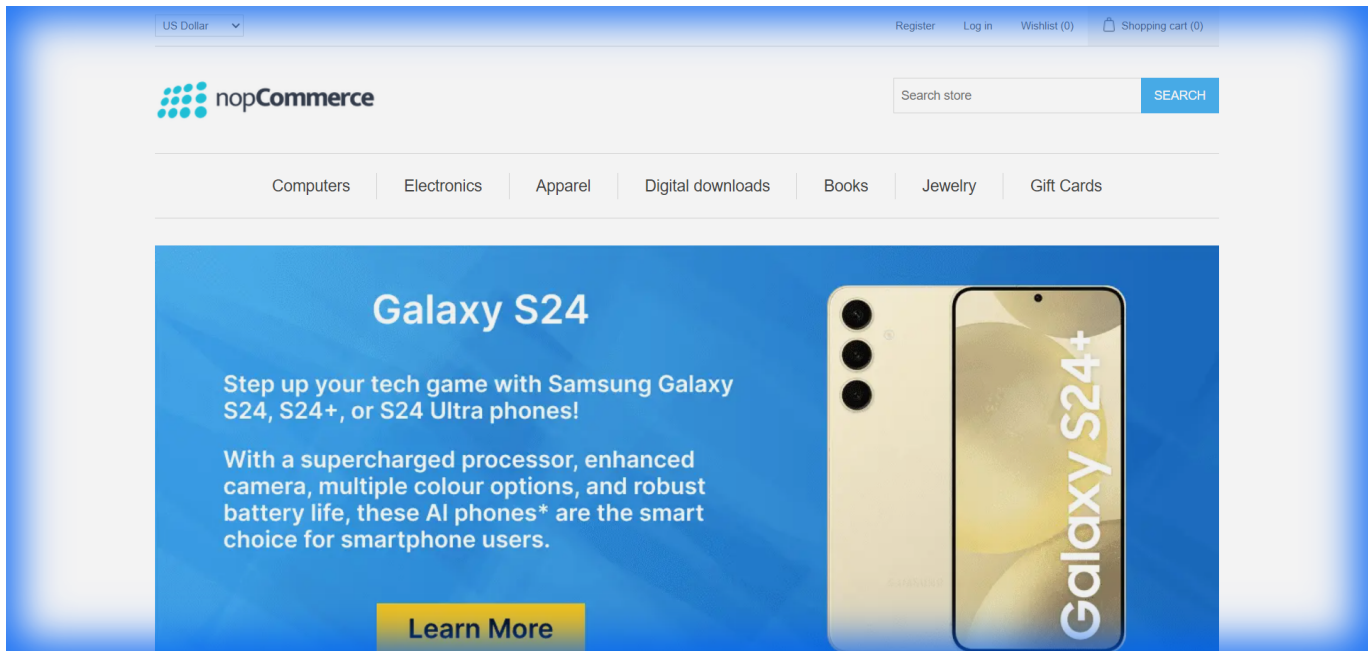 US Dollar
Register Log in Wishlist (0) Shopping cart (0)
nopCommerce
Search store SEARCH
Computers Electronics Apparel Digital downloads Books Jewelry Gift Cards
Galaxy S24
Step up your tech game with Samsung Galaxy
S24, S24+, or S24 Ultra phones!
With a supercharged processor, enhanced
camera, multiple colour options, and robust
battery life, these AI phones* are the smart
choice for smartphone users.
Learn More
SAMSUNG
Galaxy S24+